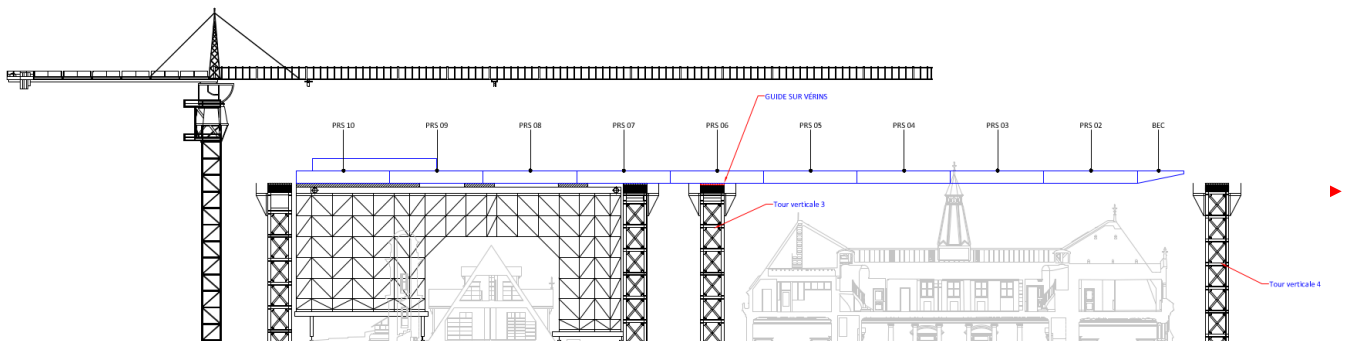 GUIDE SUR VÉRINS
PRS 10
PRS 09
PRS 08
PRS 07
PRS 06
PRS 05
PRS 04
PRS 03
PRS 02
BEC
Tour verticale 3
Tour verticale 4